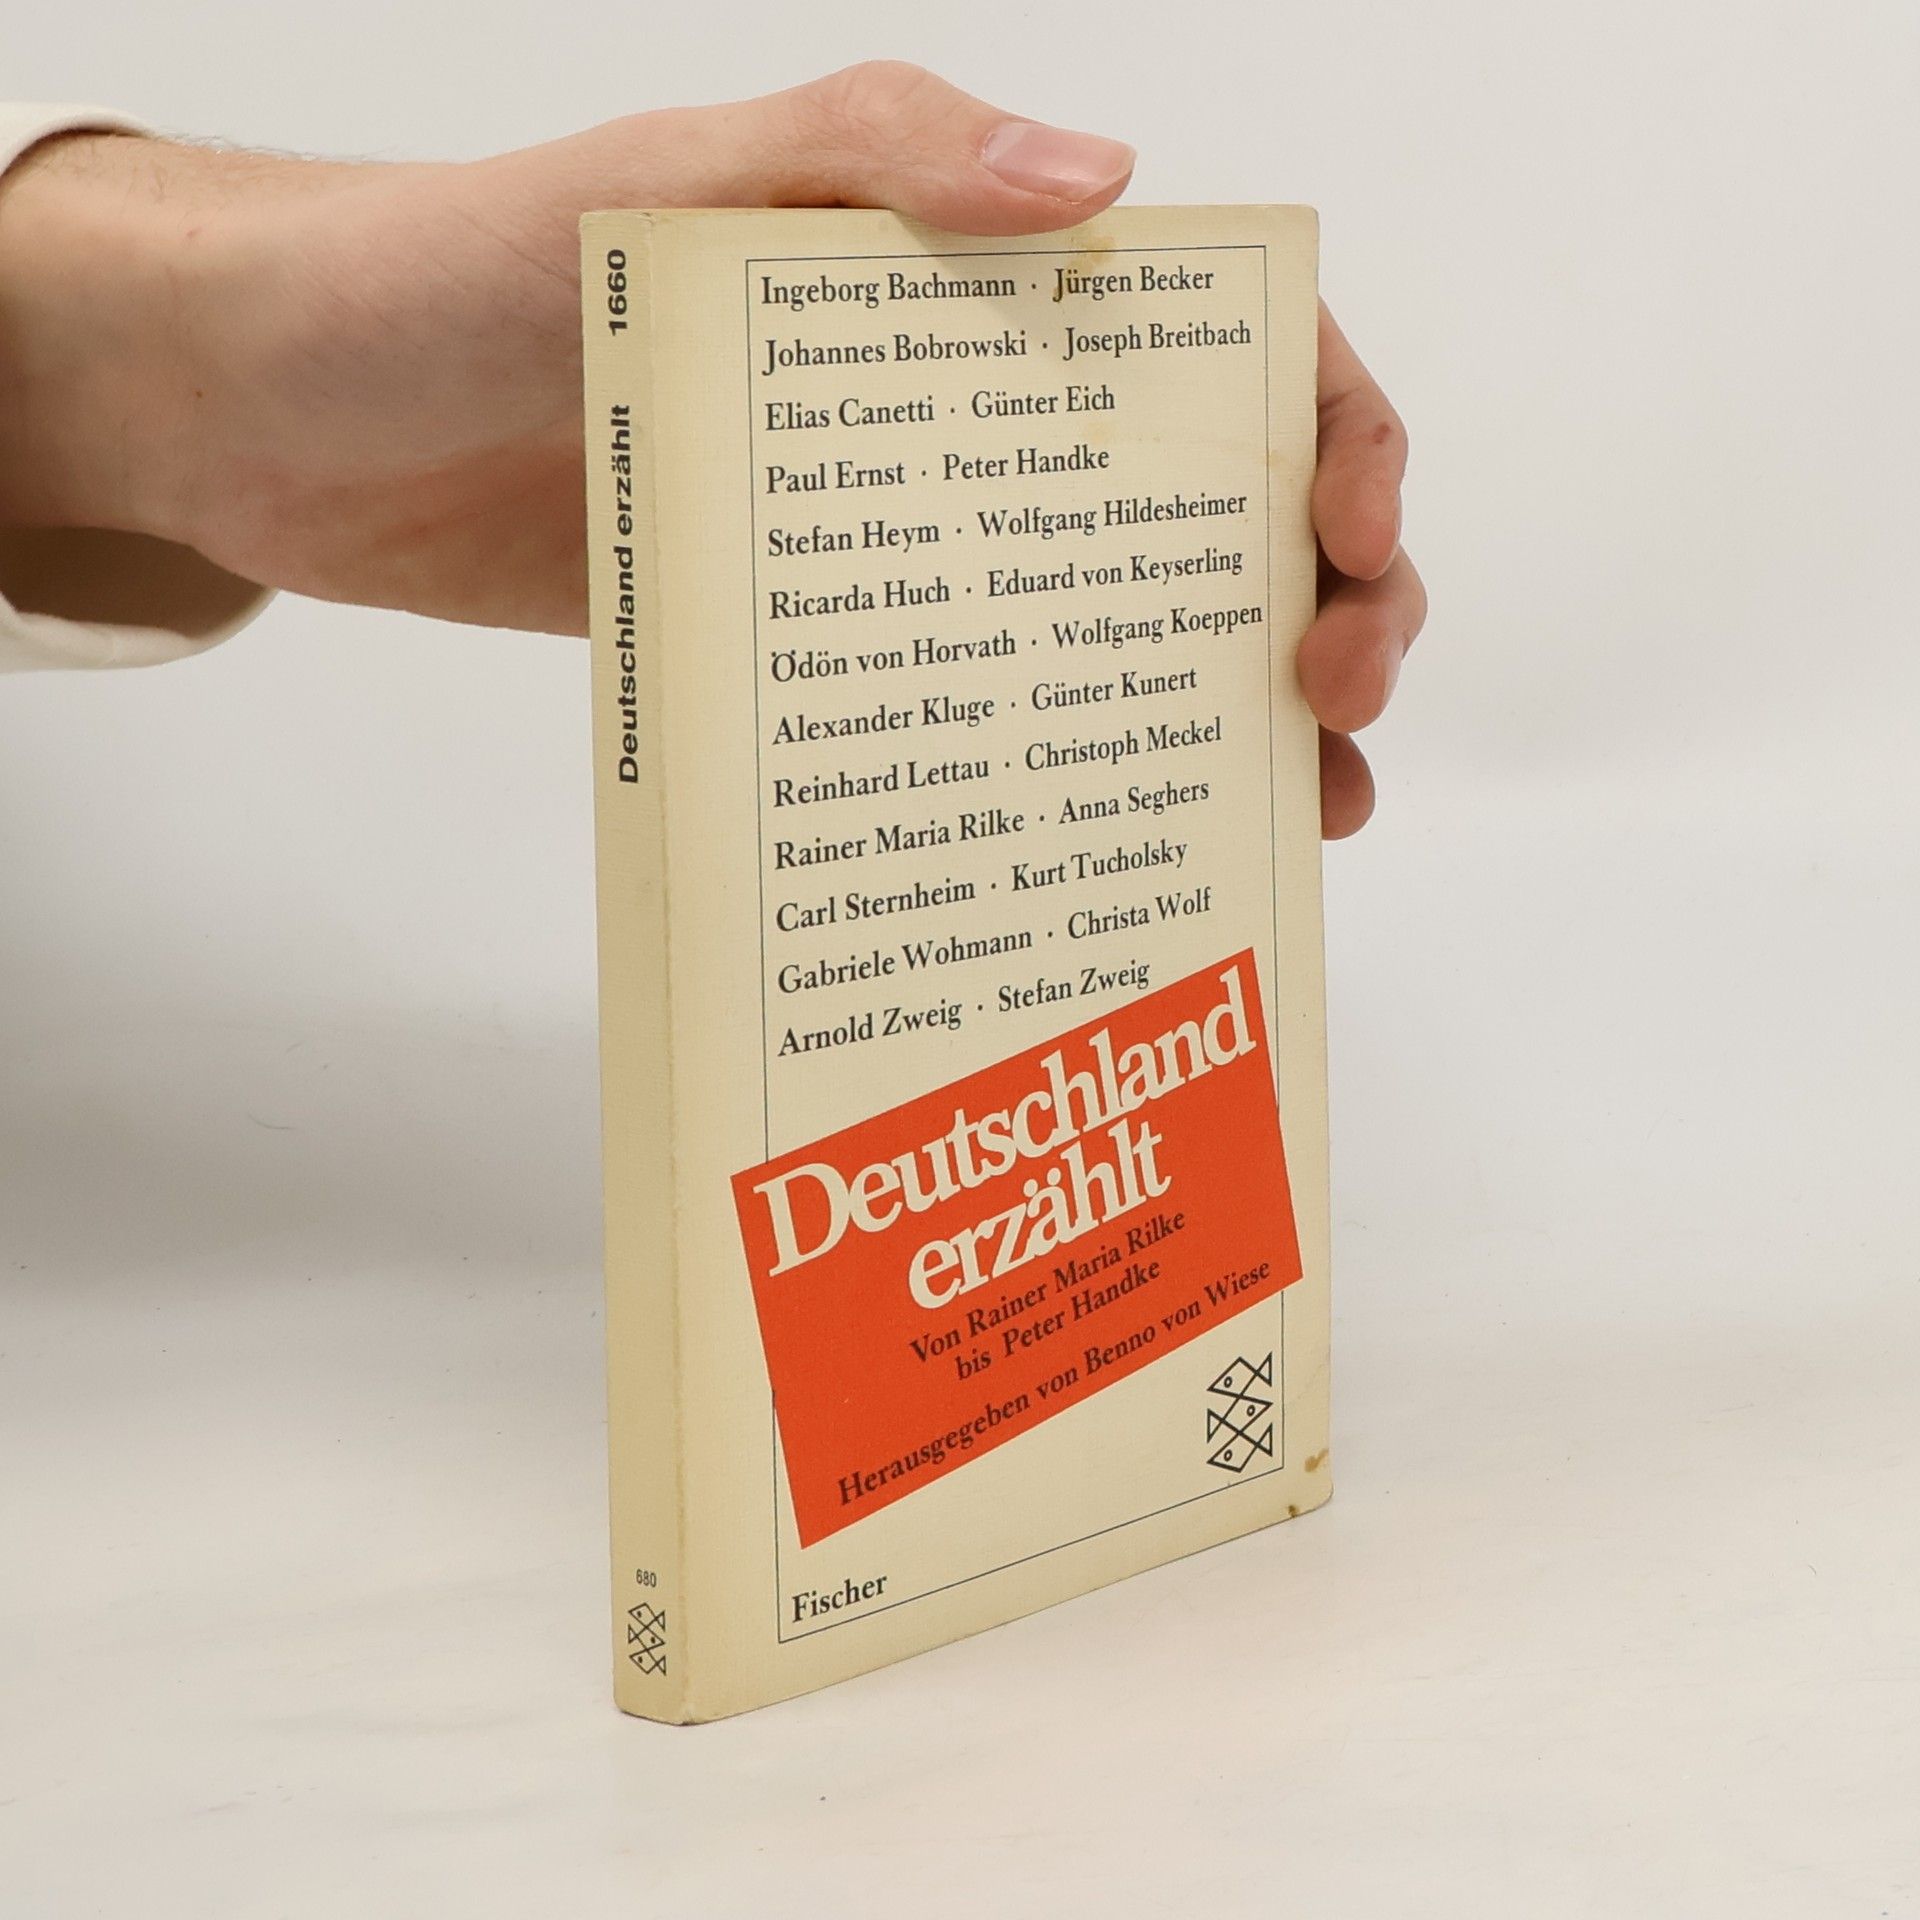 Deutschland erzählt 1660
680
Ingeborg Bachmann · Jürgen Becker
Johannes Bobrowski · Joseph Breitbach
Elias Canetti · Günter Eich
Paul Ernst · Peter Handke
Stefan Heym · Wolfgang Hildesheimer
Ricarda Huch · Eduard von Keyserling
Ödön von Horvath · Wolfgang Koeppen
Alexander Kluge · Günter Kunert
Reinhard Lettau · Christoph Meckel
Rainer Maria Rilke · Anna Seghers
Carl Sternheim · Kurt Tucholsky
Gabriele Wohmann · Christa Wolf
Arnold Zweig · Stefan Zweig
Deutschland
erzählt
Von Rainer Maria Rilke
bis Peter Handke
Herausgegeben von Benno von Wiese
Fischer